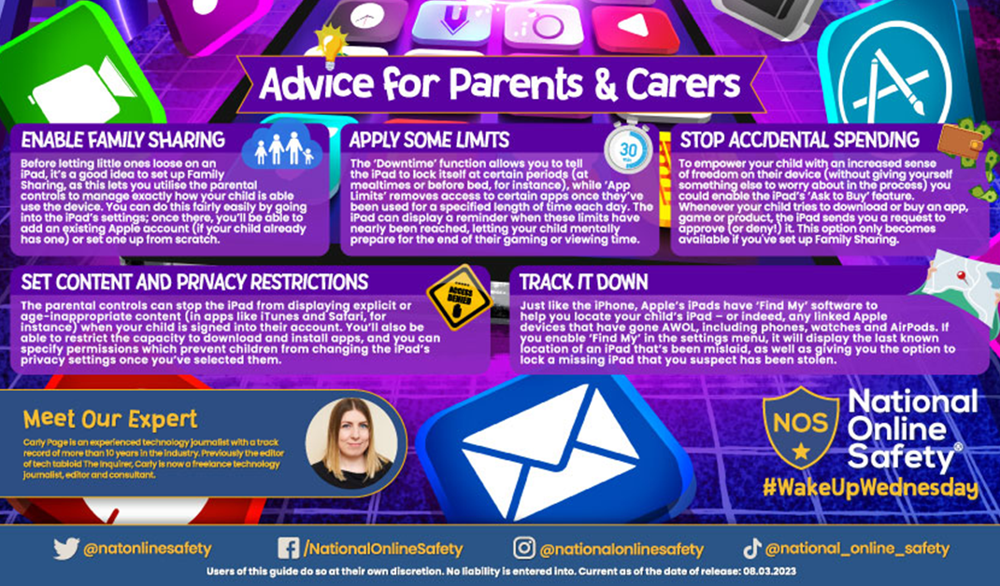 Advice for Parents & Carers
ENABLE FAMILY SHARING
Before letting little ones loose on an
iPad, it's a good idea to set up Family
Sharing, as this lets you utilise the parental
controls to manage exactly how your child is able
use the device. You can do this fairly easily by going
into the iPad's settings; once there, you'll be able to
add an existing Apple account (if your child already
has one) or set one up from scratch.
APPLY SOME LIMITS
30
The 'Downtime' function allows you to tell
the iPad to lock itself at certain periods (at
mealtimes or before bed, for instance), while 'App
Limits' removes access to certain apps once they've
been used for a specified length of time each day. The
iPad can display a reminder when these limits have
nearly been reached, letting your child mentally
prepare for the end of their gaming or viewing time.
STOP ACCIDENTAL SPENDING
To empower your child with an increased sense
of freedom on their device (without giving yourself
something else to worry about in the process) you
could enable the iPad's 'Ask to Buy' feature.
Whenever your child tries to download or buy an app,
game or product, the iPad sends you a request to
approve (or deny!) it. This option only becomes
available if you've set up Family Sharing.
SET CONTENT AND PRIVACY RESTRICTIONS
ACCESS
DENIED
The parental controls can stop the iPad from displaying explicit or
age-inappropriate content (in apps like iTunes and Safari, for
instance) when your child is signed into their account. You'll also be
able to restrict the capacity to download and install apps, and you can
specify permissions which prevent children from changing the iPad's
privacy settings once you've selected them.
TRACK IT DOWN
Just like the iPhone, Apple's iPads have 'Find My' software to
help you locate your child's iPad – or indeed, any linked Apple
devices that have gone AWOL, including phones, watches and AirPods. If
you enable 'Find My' in the settings menu, it will display the last known
location of an iPad that's been mislaid, as well as giving you the option to
lock a missing iPad that you suspect has been stolen.
Meet Our Expert
Carly Page is an experienced technology journalist with a track
record of more than 10 years in the industry. Previously the editor
of tech tabloid The Inquirer, Carly is now a freelance technology
journalist, editor and consultant.
NOS
National
Online
Safety®
#WakeUpWednesday
@natonlinesafety
/NationalOnlineSafety
@nationalonlinesafety
@national_online_safety
Users of this guide do so at their own discretion. No liability is entered into. Current as of the date of release: 08.03.2023